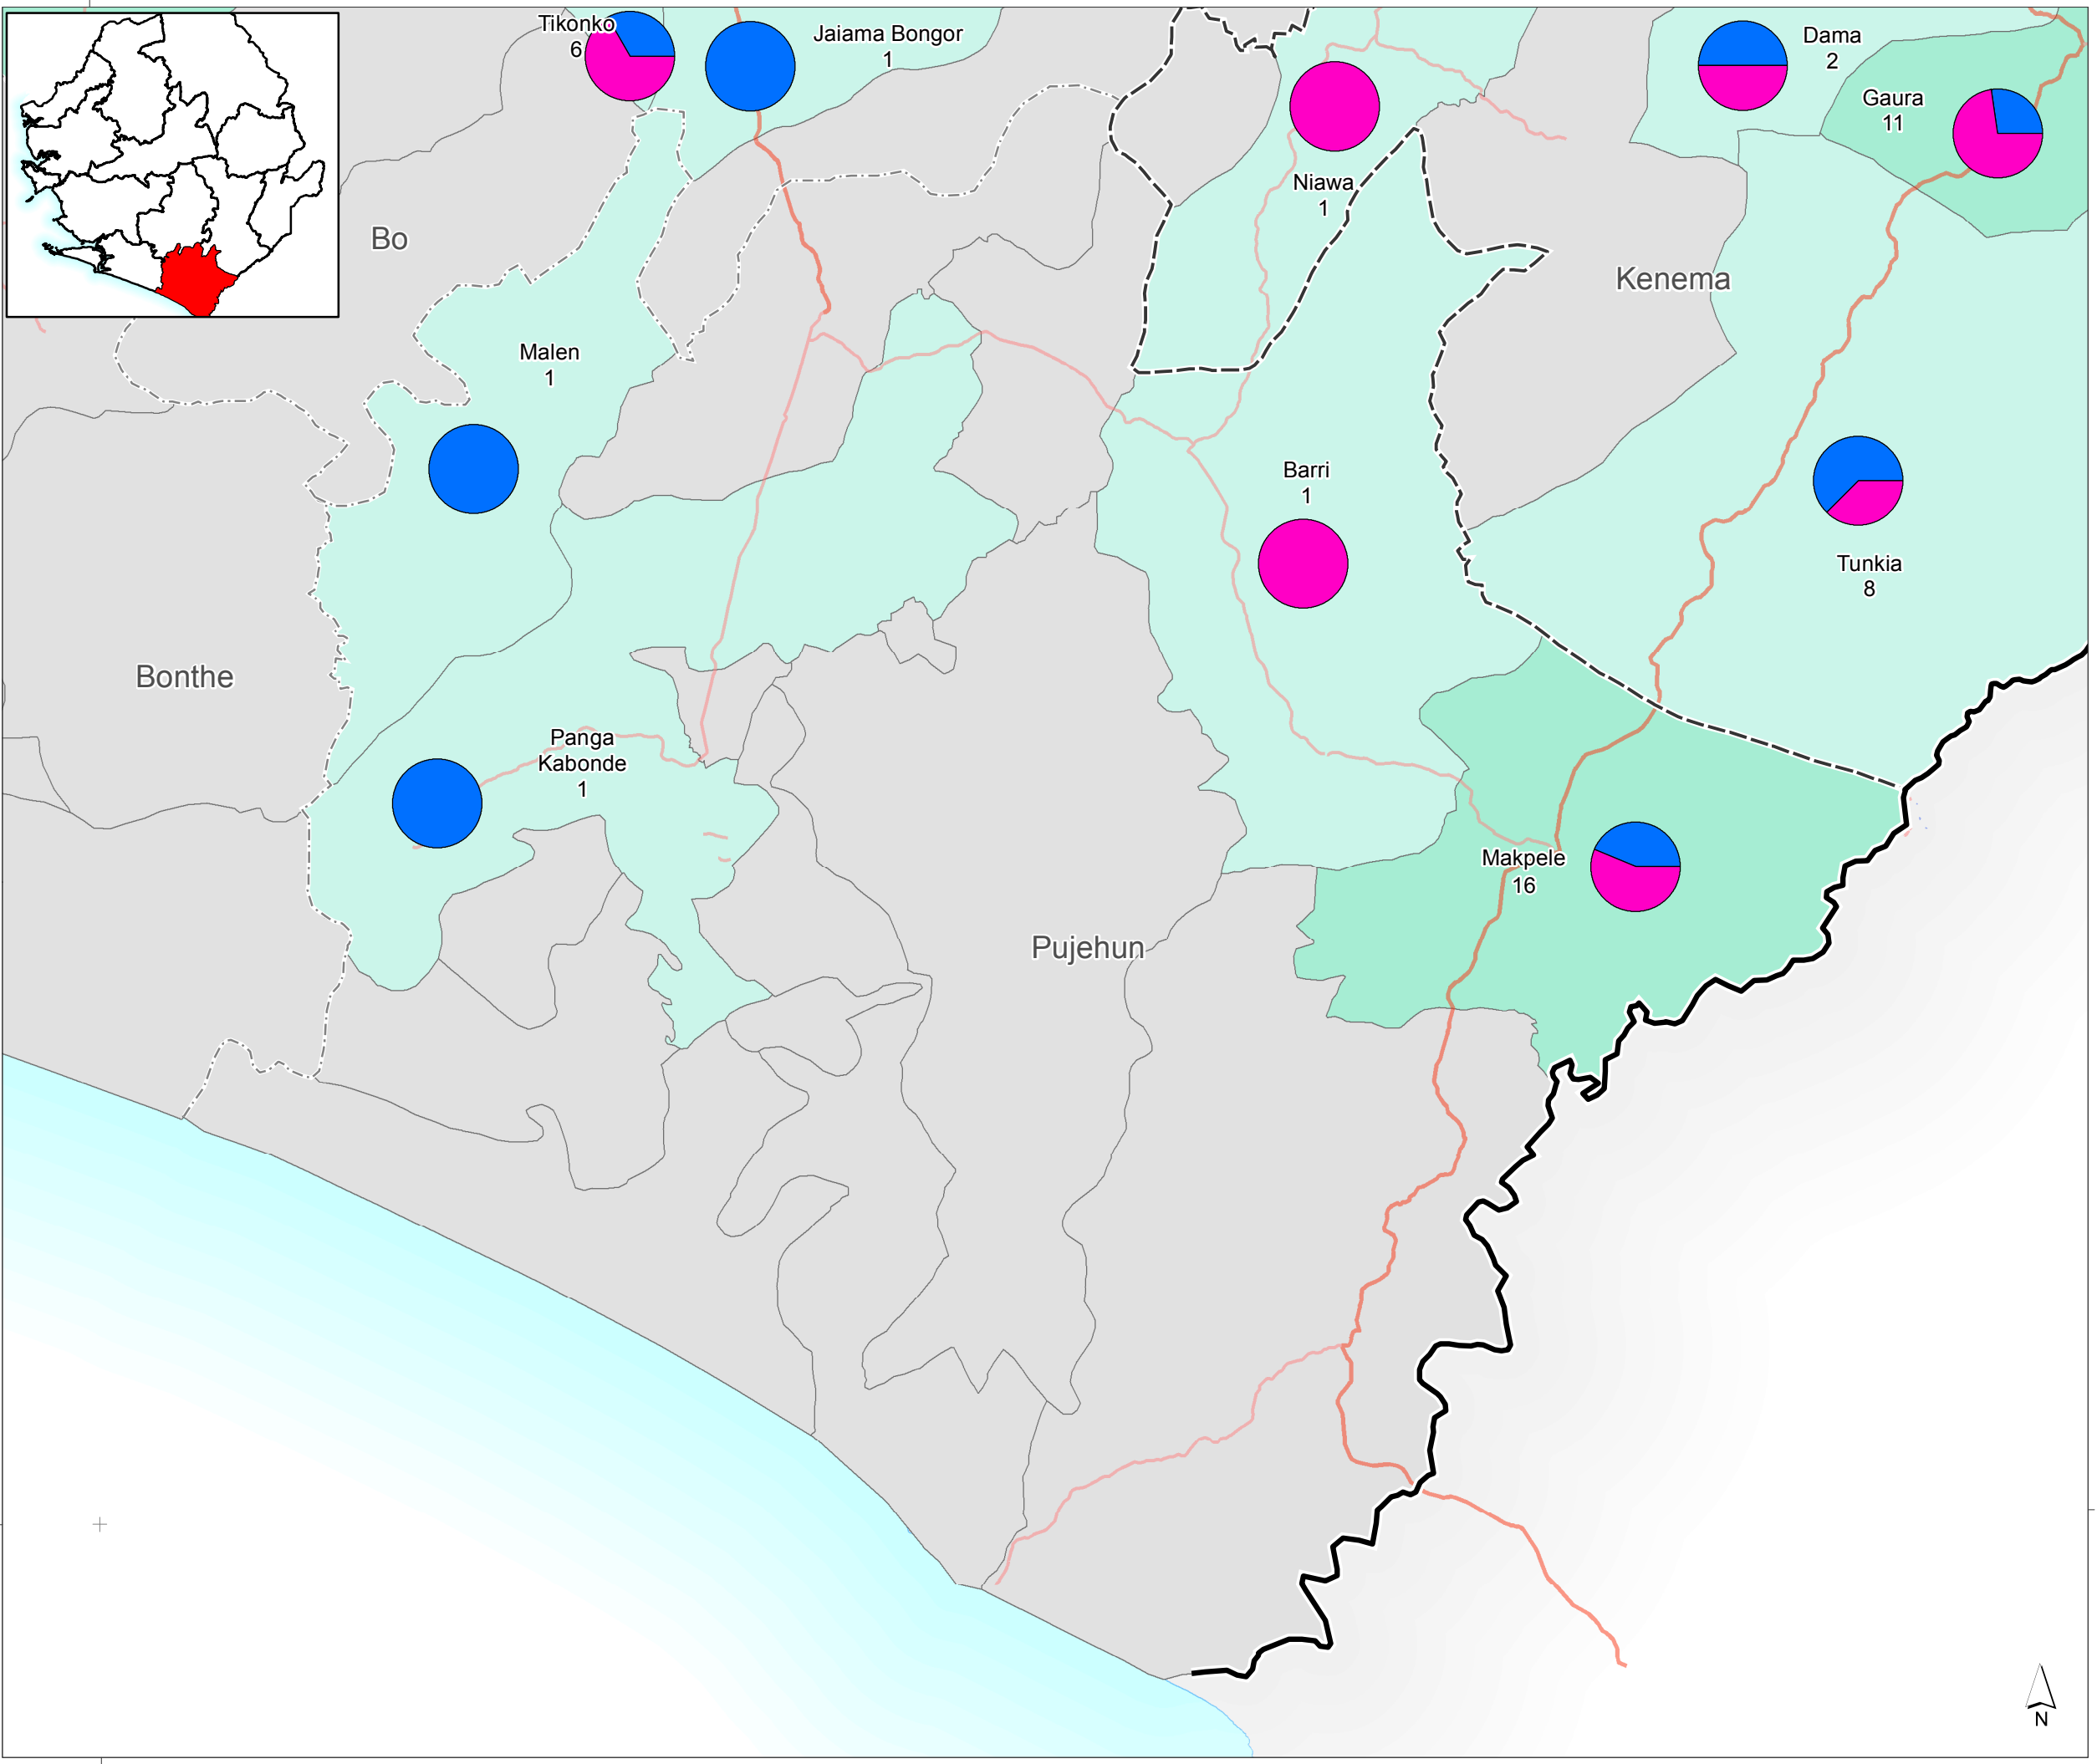 Tikonko
6
Jaiama Bongor
1
Dama
2
Gaura
11
Niawa
1
Bo
Kenema
Malen
1
Barri
1
Tunkia
8
Bonthe
Panga
Kabonde
1
Makpele
16
Pujehun
N